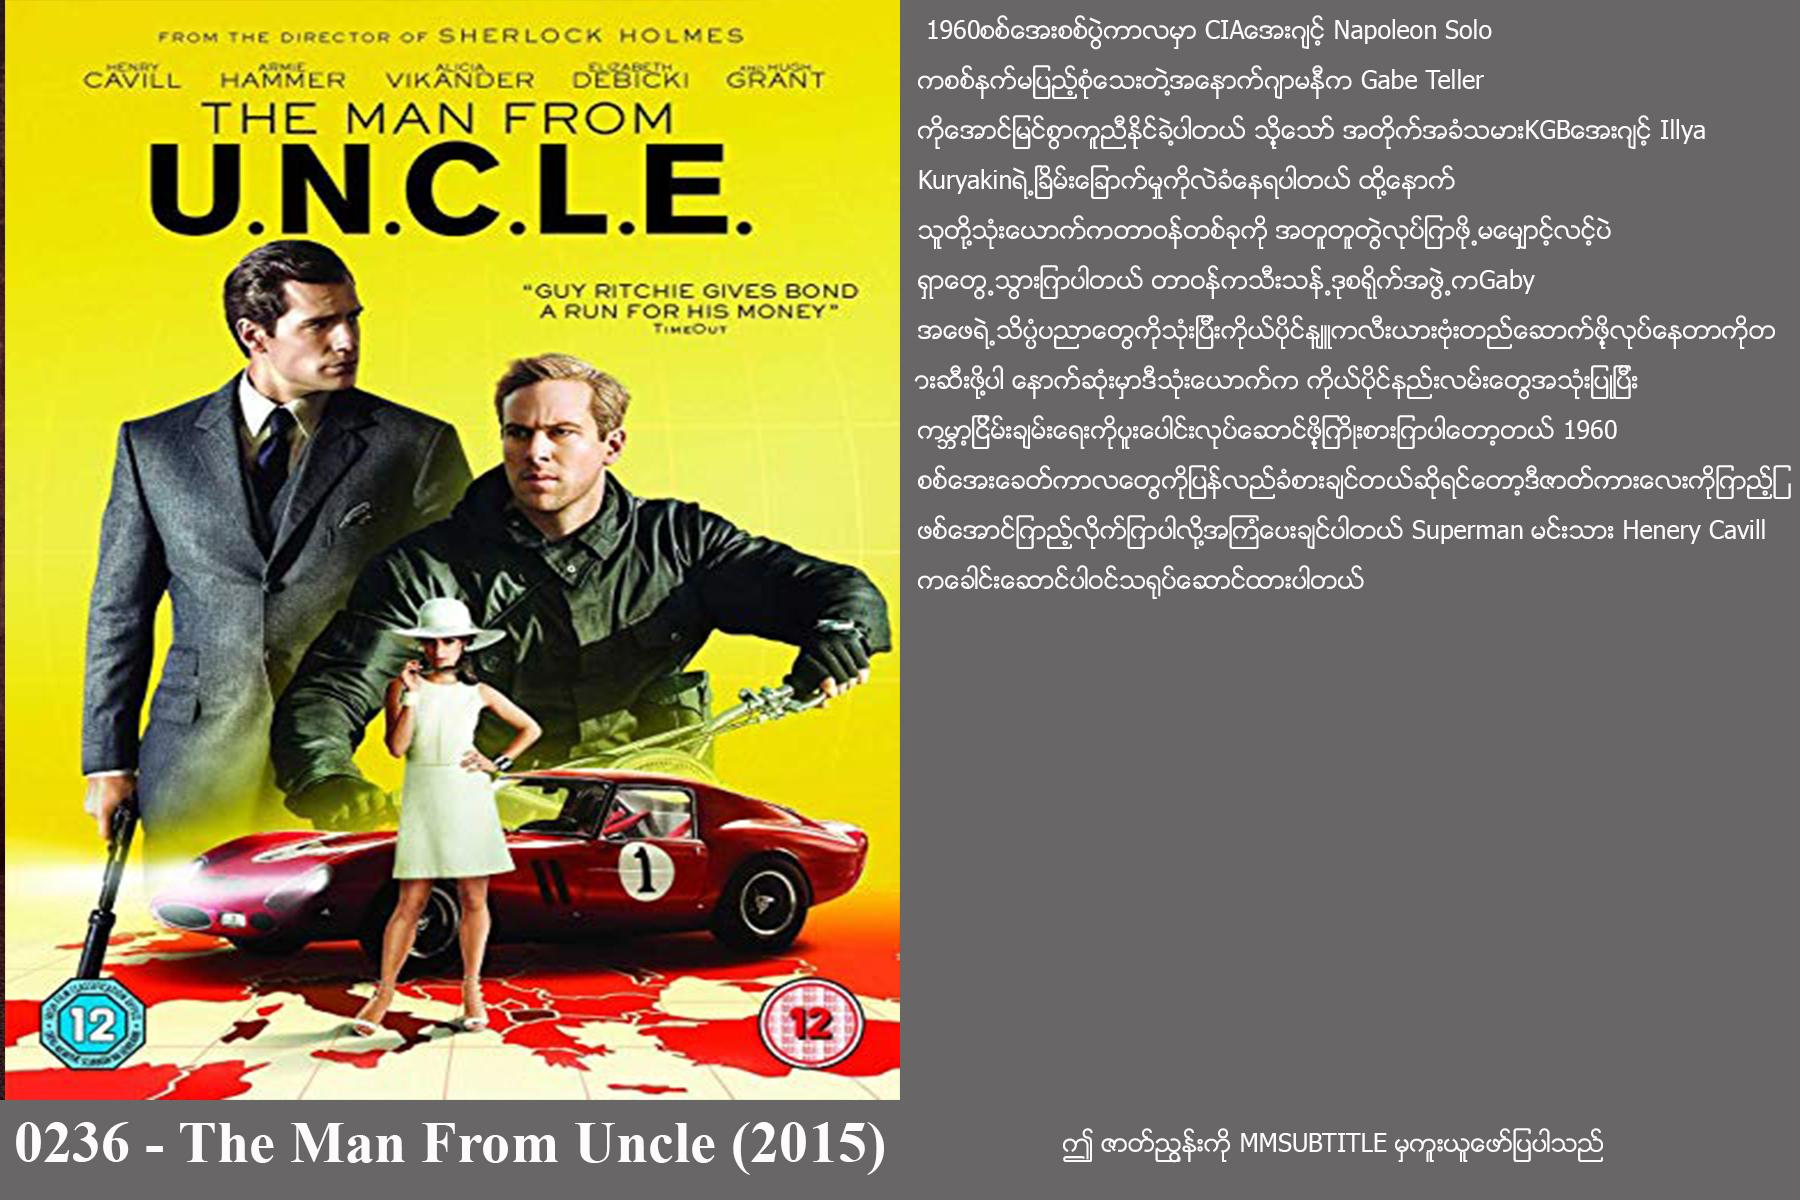 FROM THE DIRECTOR OF SHERLOCK HOLMES
HENRY CAVILL ARMIE HAMMER ALICIA VIKANDER ELIZABETH DEBICKI AND HUGH GRANT
THE MAN FROM
U.N.C.L.E.
“GUY RITCHIE GIVES BOND
A RUN FOR HIS MONEY”
TIMEOUT
1
12
12
0236 - The Man From Uncle (2015)
1960စစ်အေးစစ်ပွဲကာလမှာ CIAအေးဂျင့် Napoleon Solo
ကစစ်နက်မပြည့်စုံသေးတဲ့အနောက်ဂျာမနီက Gabe Teller
ကိုအောင်မြင်စွာကူညီနိုင်ခဲ့ပါတယ် သို့သော် အတိုက်အခံသမားKGBအေးဂျင့် Illya
Kuryakinရဲ့ခြိမ်းခြောက်မှုကိုလဲခံနေရပါတယ် ထို့နောက်
သူတို့သုံးယောက်ကတာဝန်တစ်ခုကို အတူတူတွဲလုပ်ကြာဖို့မမျှောင့်လင့်ပဲ
ရှာတွေ့သွားကြာပါတယ် တာဝန်ကသီးသန့်ဒုစရိုက်အဖွဲ့ကGaby
အဖေရဲ့သိပ္ပံပညာတွေကိုသုံးပြီးကိုယ်ပိုင်နျူကလီးယားဗုံးတည်ဆောက်ဖို့လုပ်နေတာကိုတ
ားဆီးဖို့ပါ နောက်ဆုံးမှာဒီသုံးယောက်က ကိုယ်ပိုင်နည်းလမ်းတွေအသုံးပြုပြီး
ကမ္ဘာ့ငြိမ်းချမ်းရေးကိုပူးပေါင်းလုပ်ဆောင်ဖို့ကြိုးစားကြာပါတော့တယ် 1960
စစ်အေးခေတ်ကာလတွေကိုပြန်လည်ခံစားချင်တယ်ဆိုရင်တော့ဒီဇာတ်ကားလေးကိုကြာည့်ြ
ဖစ်အောင်ကြာည့်လိုက်ကြာပါလို့အကြံပေးချင်ပါတယ် Superman မင်းသား Henery Cavill
ကခေါင်းဆောင်ပါဝင်သရုပ်ဆောင်ထားပါတယ်
ဤ ဇာတ်ညွှန်းကို MMSUBTITLE မှကူးယူဖော်ပြပါသည်